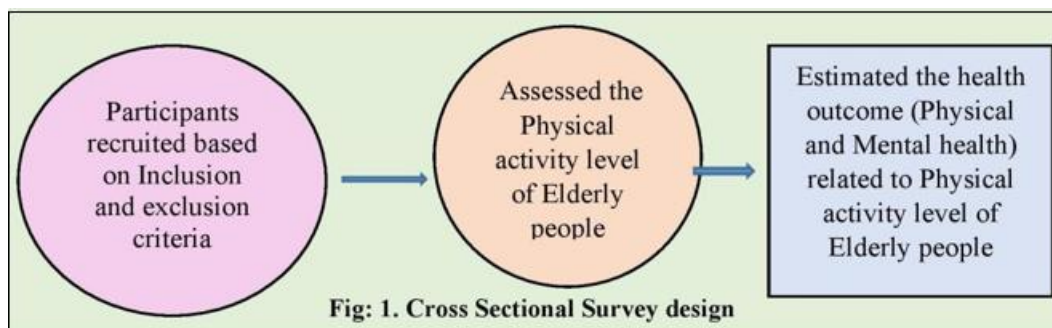 Participants
recruited based
on Inclusion
and exclusion
criteria
Assessed the
Physical
activity level
of Elderly
people
Estimated the health
outcome (Physical
and Mental health)
related to Physical
activity level of
Elderly people
Fig: 1. Cross Sectional Survey design